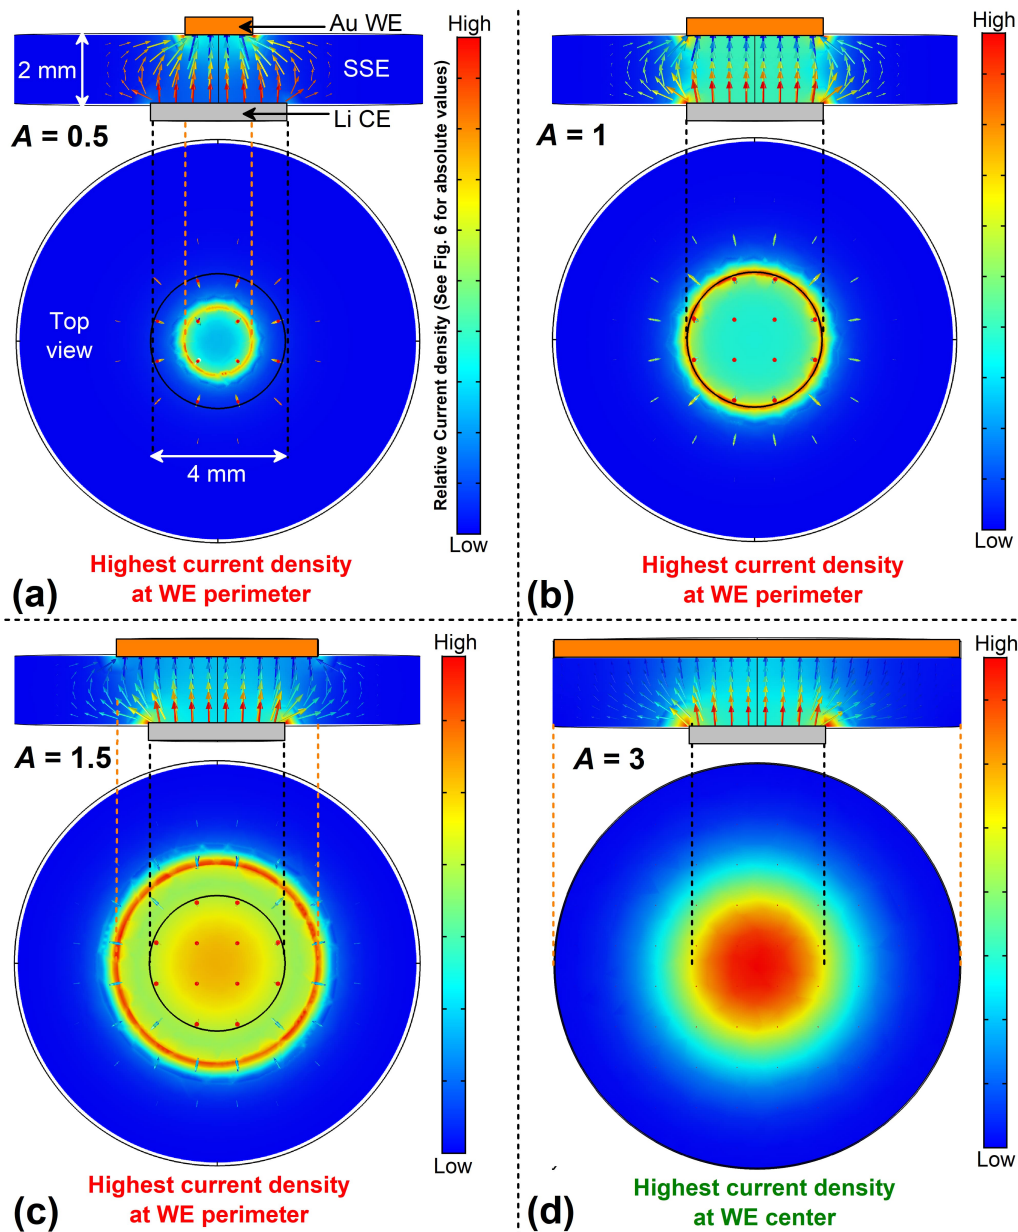 Au WE
High
2 mm
SSE
Li CE
A = 0.5
Relative Current density (See Fig. 6 for absolute values)
Top
view
4 mm
Low
Highest current density
at WE perimeter
(a)
High
A = 1
Low
Highest current density
at WE perimeter
(b)
High
A = 1.5
Low
Highest current density
at WE perimeter
(c)
High
A = 3
Low
Highest current density
at WE center
(d)